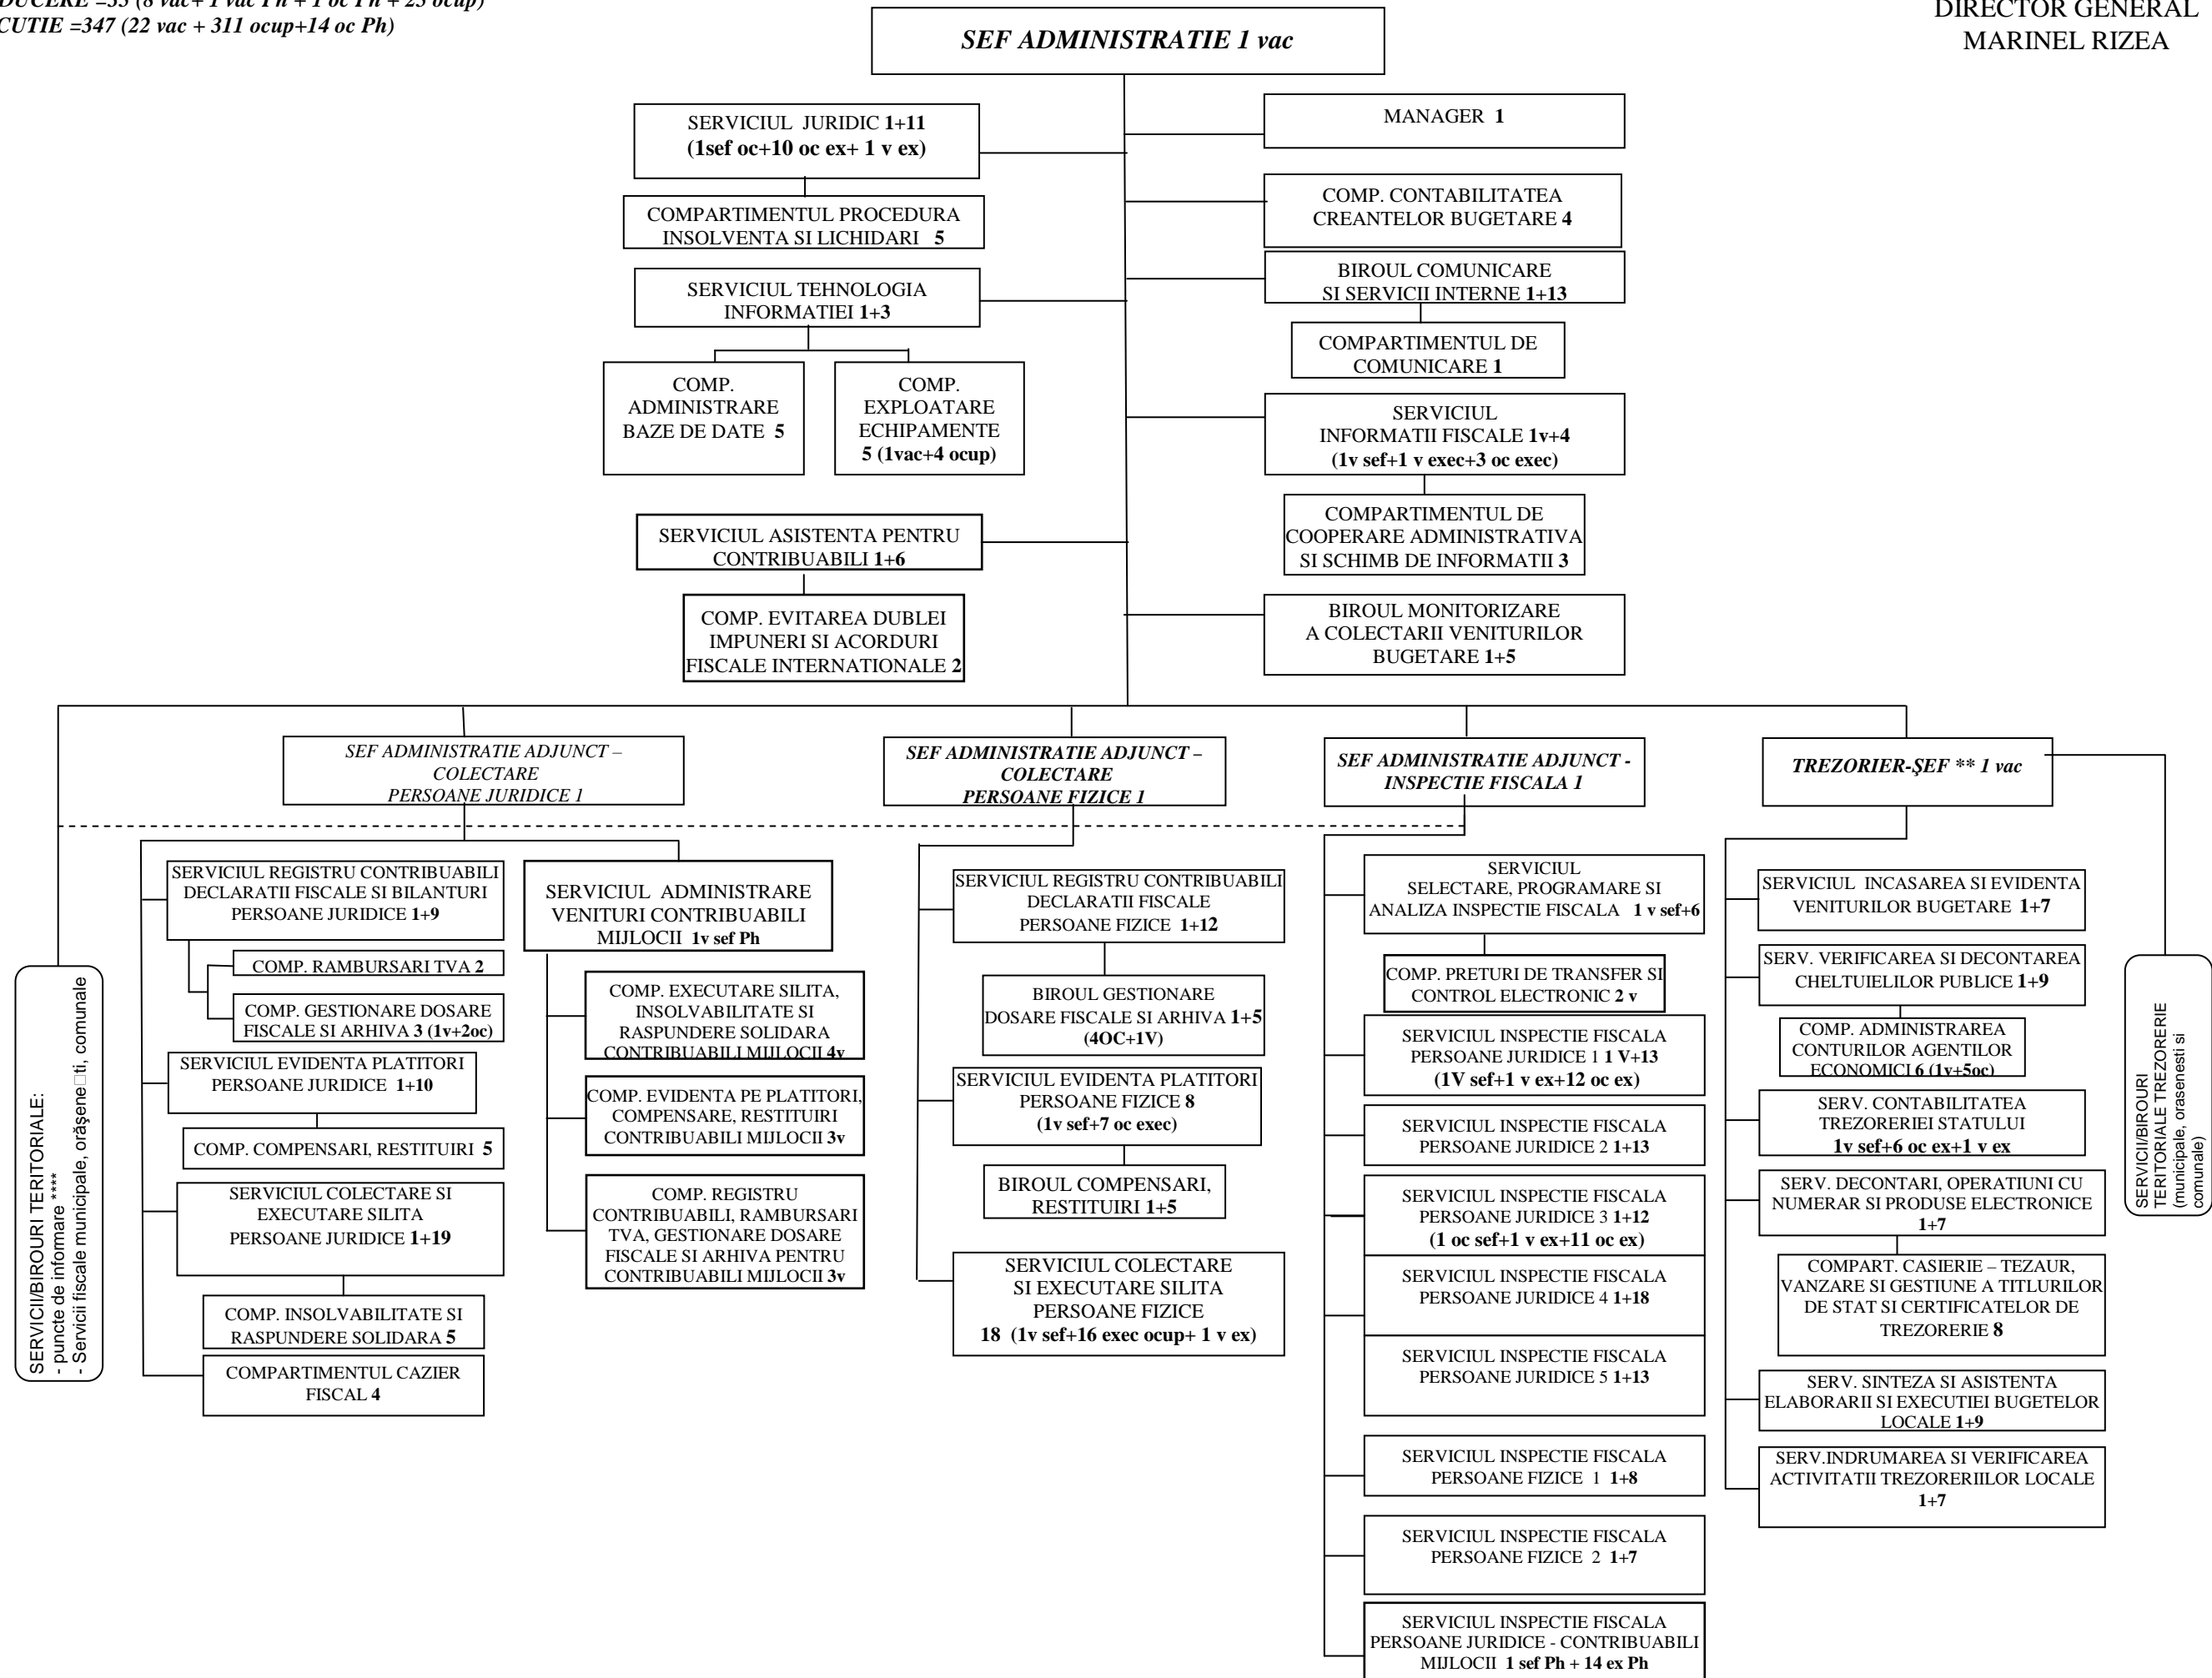 DUCERE =35 (8 vac+ 1 vac Ph + 1 oc Ph + 25 ocup)
CUTIE =347 (22 vac + 311 ocup+14 oc Ph)
DIRECTOR GENERAL
MARINEL RIZEA
SEF ADMINISTRATIE 1 vac
SERVICIUL JURIDIC 1+11
(1sef oc+10 oc ex+ 1 v ex)
MANAGER 1
COMPARTIMENTUL PROCEDURA
INSOLVENTA SI LICHIDARI 5
COMP. CONTABILITATEA
CREANTELOR BUGETARE 4
SERVICIUL TEHNOLOGIA
INFORMATIEI 1+3
BIROUL COMUNICARE
SI SERVICII INTERNE 1+13
COMPARTIMENTUL DE
COMUNICARE 1
COMP.
ADMINISTRARE
BAZE DE DATE 5
COMP.
EXPLOATARE
ECHIPAMENTE
5 (1vac+4 ocup)
SERVICIUL
INFORMATII FISCALE 1v+4
(1v sef+1 v exec+3 oc exec)
COMPARTIMENTUL DE
COOPERARE ADMINISTRATIVA
SI SCHIMB DE INFORMATII 3
SERVICIUL ASISTENTA PENTRU
CONTRIBUABILI 1+6
COMP. EVITAREA DUBLEI
IMPUNERI SI ACORDURI
FISCALE INTERNATIONALE 2
BIROUL MONITORIZARE
A COLECTARII VENITURILOR
BUGETARE 1+5
SEF ADMINISTRATIE ADJUNCT –
COLECTARE
PERSOANE JURIDICE 1
SEF ADMINISTRATIE ADJUNCT –
COLECTARE
PERSOANE FIZICE 1
SEF ADMINISTRATIE ADJUNCT -
INSPECTIE FISCALA 1
TREZORIER-ŞEF ** 1 vac
SERVICII/BIROURI TERITORIALE:
- puncte de informare ****
- Servicii fiscale municipale, orăşene□ti, comunale
SERVICIUL REGISTRU CONTRIBUABILI
DECLARATII FISCALE SI BILANTURI
PERSOANE JURIDICE 1+9
COMP. RAMBURSARI TVA 2
COMP. GESTIONARE DOSARE
FISCALE SI ARHIVA 3 (1v+2oc)
SERVICIUL EVIDENTA PLATITORI
PERSOANE JURIDICE 1+10
COMP. COMPENSARI, RESTITUIRI 5
SERVICIUL COLECTARE SI
EXECUTARE SILITA
PERSOANE JURIDICE 1+19
COMP. INSOLVABILITATE SI
RASPUNDERE SOLIDARA 5
COMPARTIMENTUL CAZIER
FISCAL 4
SERVICIUL ADMINISTRARE
VENITURI CONTRIBUABILI
MIJLOCII 1v sef Ph
COMP. EXECUTARE SILITA,
INSOLVABILITATE SI
RASPUNDERE SOLIDARA
CONTRIBUABILI MIJLOCII 4v
COMP. EVIDENTA PE PLATITORI,
COMPENSARE, RESTITUIRI
CONTRIBUABILI MIJLOCII 3v
COMP. REGISTRU
CONTRIBUABILI, RAMBURSARI
TVA, GESTIONARE DOSARE
FISCALE SI ARHIVA PENTRU
CONTRIBUABILI MIJLOCII 3v
SERVICIUL REGISTRU CONTRIBUABILI
DECLARATII FISCALE
PERSOANE FIZICE 1+12
BIROUL GESTIONARE
DOSARE FISCALE SI ARHIVA 1+5
(4OC+1V)
SERVICIUL EVIDENTA PLATITORI
PERSOANE FIZICE 8
(1v sef+7 oc exec)
BIROUL COMPENSARI,
RESTITUIRI 1+5
SERVICIUL COLECTARE
SI EXECUTARE SILITA
PERSOANE FIZICE
18 (1v sef+16 exec ocup+ 1 v ex)
SERVICIUL
SELECTARE, PROGRAMARE SI
ANALIZA INSPECTIE FISCALA 1 v sef+6
COMP. PRETURI DE TRANSFER SI
CONTROL ELECTRONIC 2 v
SERVICIUL INSPECTIE FISCALA
PERSOANE JURIDICE 1 1 V+13
(1V sef+1 v ex+12 oc ex)
SERVICIUL INSPECTIE FISCALA
PERSOANE JURIDICE 2 1+13
SERVICIUL INSPECTIE FISCALA
PERSOANE JURIDICE 3 1+12
(1 oc sef+1 v ex+11 oc ex)
SERVICIUL INSPECTIE FISCALA
PERSOANE JURIDICE 4 1+18
SERVICIUL INSPECTIE FISCALA
PERSOANE JURIDICE 5 1+13
SERVICIUL INSPECTIE FISCALA
PERSOANE FIZICE 1 1+8
SERVICIUL INSPECTIE FISCALA
PERSOANE FIZICE 2 1+7
SERVICIUL INSPECTIE FISCALA
PERSOANE JURIDICE - CONTRIBUABILI
MIJLOCII 1 sef Ph + 14 ex Ph
SERVICIUL INCASAREA SI EVIDENTA
VENITURILOR BUGETARE 1+7
SERV. VERIFICAREA SI DECONTAREA
CHELTUIELILOR PUBLICE 1+9
COMP. ADMINISTRAREA
CONTURILOR AGENTILOR
ECONOMICI 6 (1v+5oc)
SERV. CONTABILITATEA
TREZORERIEI STATULUI
1v sef+6 oc ex+1 v ex
SERV. DECONTARI, OPERATIUNI CU
NUMERAR SI PRODUSE ELECTRONICE
1+7
COMPART. CASIERIE – TEZAUR,
VANZARE SI GESTIUNE A TITLURILOR
DE STAT SI CERTIFICATELOR DE
TREZORERIE 8
SERV. SINTEZA SI ASISTENTA
ELABORARII SI EXECUTIEI BUGETELOR
LOCALE 1+9
SERV.INDRUMAREA SI VERIFICAREA
ACTIVITATII TREZORERIILOR LOCALE
1+7
SERVICII/BIROURI
TERITORIALE TREZORERIE
(municipale, orasenesti si
comunale)